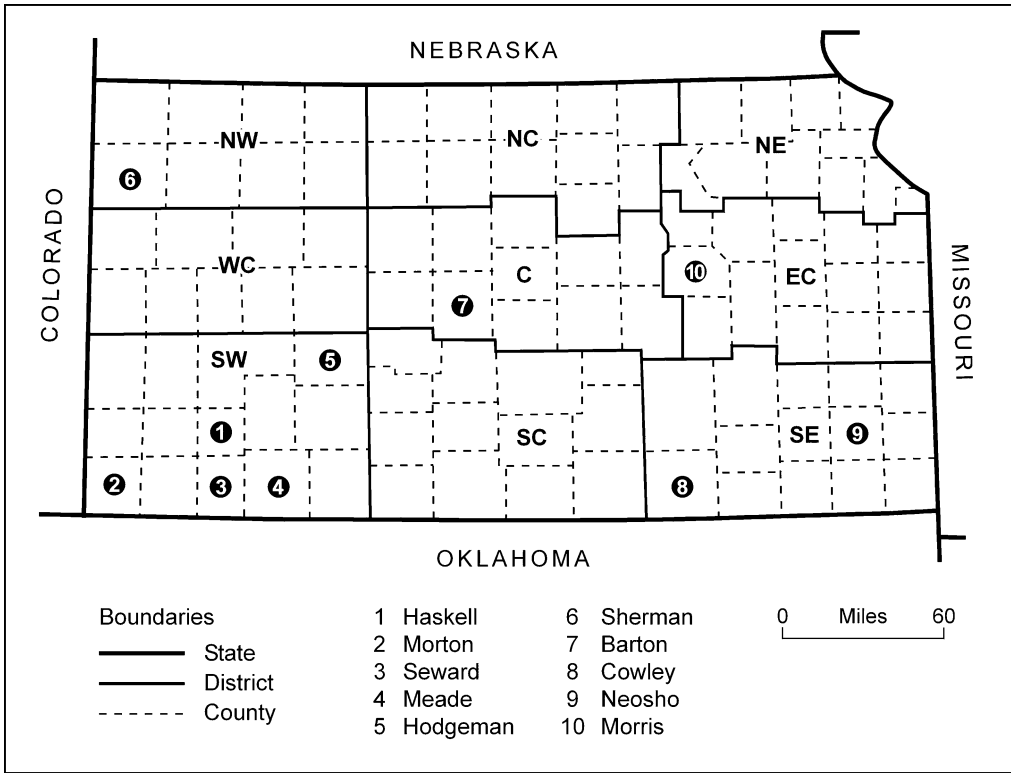 NEBRASKA
NW
NC
NE
6
COLORADO
WC
C
10
EC
MISSOURI
7
SW
5
1
SC
SE
9
2
3
4
8
OKLAHOMA
Boundaries
State
District
County
1 Haskell
2 Morton
3 Seward
4 Meade
5 Hodgeman
6 Sherman
7 Barton
8 Cowley
9 Neosho
10 Morris
0 Miles 60